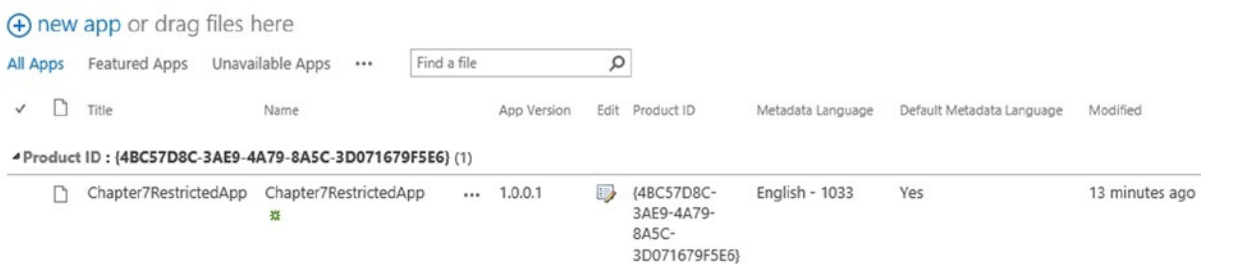 new app or drag files here
All Apps Featured Apps Unavailable Apps ... Find a file
Title Name App Version Edit Product ID Metadata Language Default Metadata Language Modified
Product ID : {4BC57D8C-3AE9-4A79-8A5C-3D071679F5E6} (1)
Chapter7RestrictedApp Chapter7RestrictedApp ... 1.0.0.1 {4BC57D8C- English - 1033 Yes 13 minutes ago
3AE9-4A79-
8A5C-
3D071679F5E6}